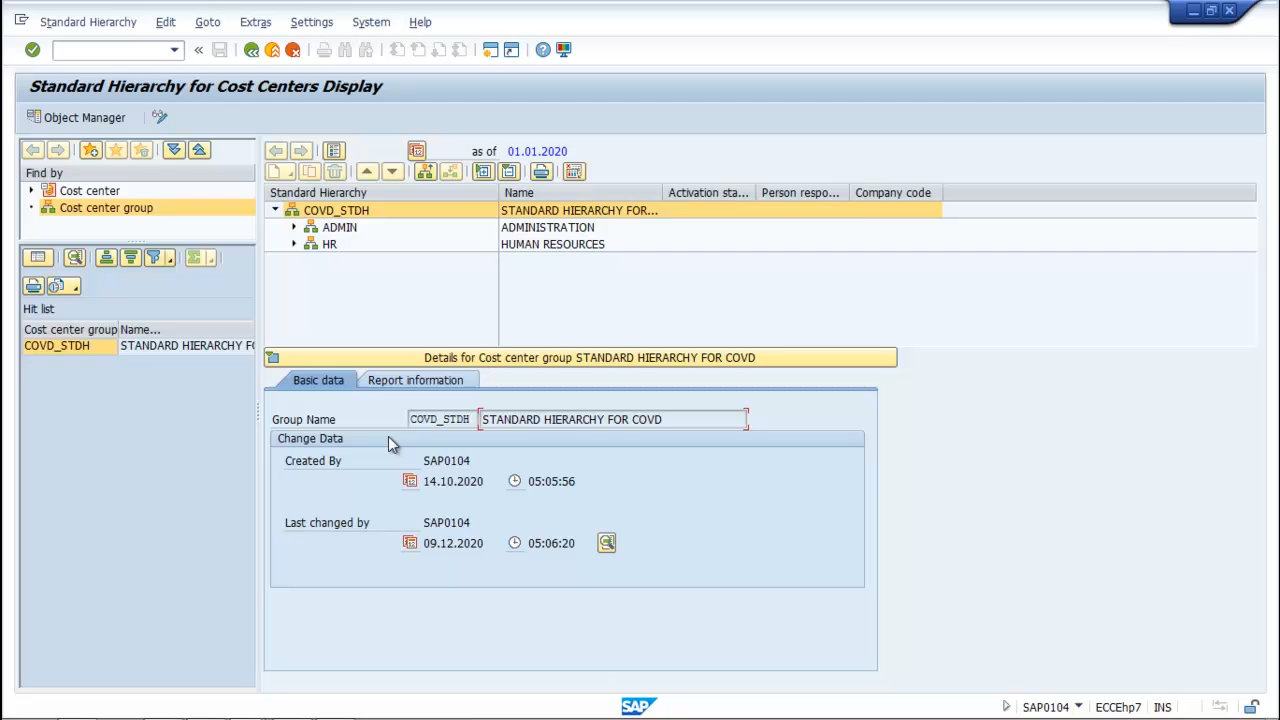 Standard Hierarchy Edit Goto Extras Settings System Help
Standard Hierarchy for Cost Centers Display
Object Manager
as of 01.01.2020
Find by
Cost center
Cost center group
Standard Hierarchy Name Activation sta... Person respo... Company code
COVD_STDH STANDARD HIERARCHY FOR...
ADMIN ADMINISTRATION
HR HUMAN RESOURCES
Hit list
Cost center group Name...
COVD_STDH STANDARD HIERARCHY FO
Details for Cost center group STANDARD HIERARCHY FOR COVD
Basic data Report information
Group Name COVD_STDH STANDARD HIERARCHY FOR COVD
Change Data
Created By SAP0104
14.10.2020 05:05:56
Last changed by SAP0104
09.12.2020 05:06:20
SAP
SAP0104 ECCEhp7 INS